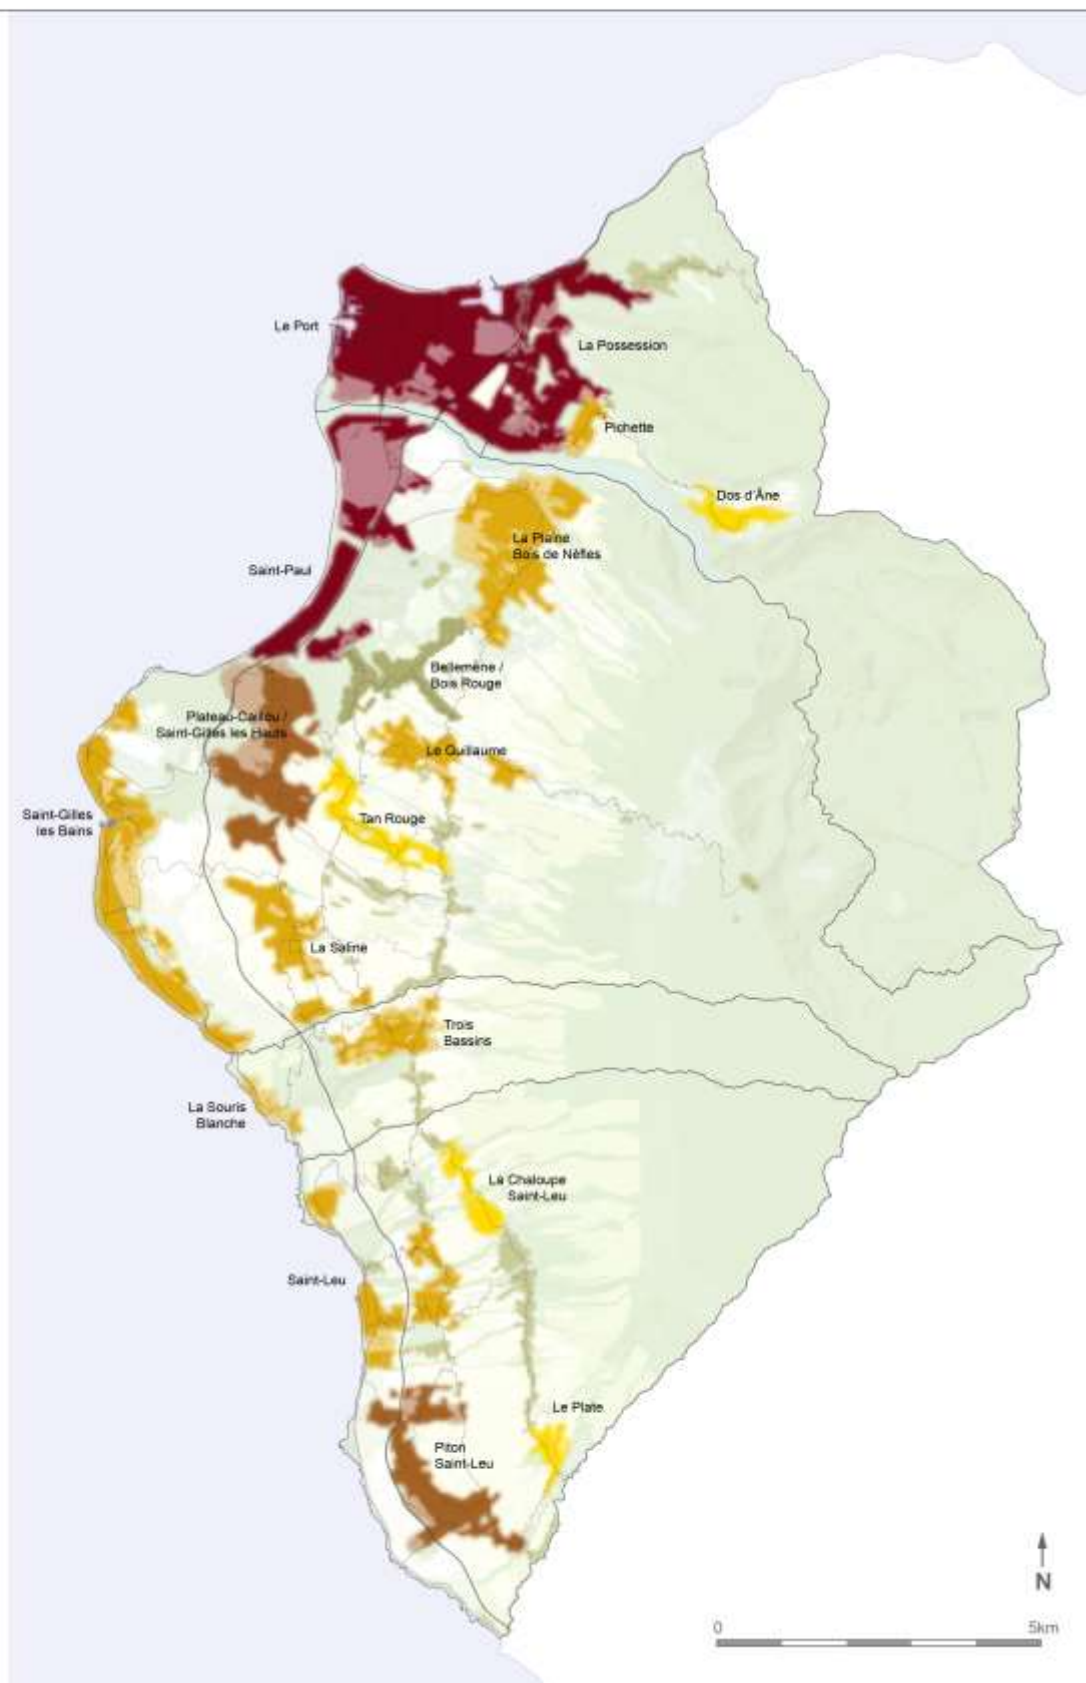 Le Port
La Possession
Pichette
Dos d'Âne
La Plaine
Bois de Nèfles
Saint-Paul
Bellemène /
Bois Rouge
Plateau-Caillou /
Saint-Gilles les Hauts
Le Guillaume
Saint-Gilles
les Bains
Tan Rouge
La Saline
Trois
Bassins
La Souris
Blanche
La Chaloupe
Saint-Leu
Saint-Leu
Le Plate
Piton
Saint-Leu
N
0
5km